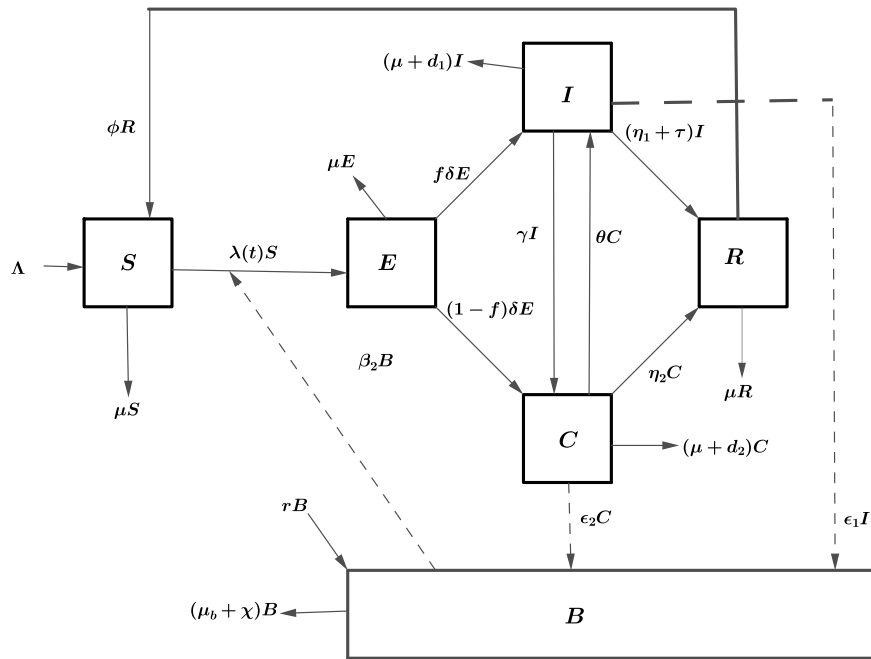 (μ + d₁)I
I
ϕR
(η₁ + τ)I
μE
fδE
λ(t)S
γI
θC
Λ
S
E
R
(1 − f)δE
β₂B
η₂C
μR
μS
C
(μ + d₂)C
rB
ϵ₂C
ϵ₁I
(μ_b + χ)B
B